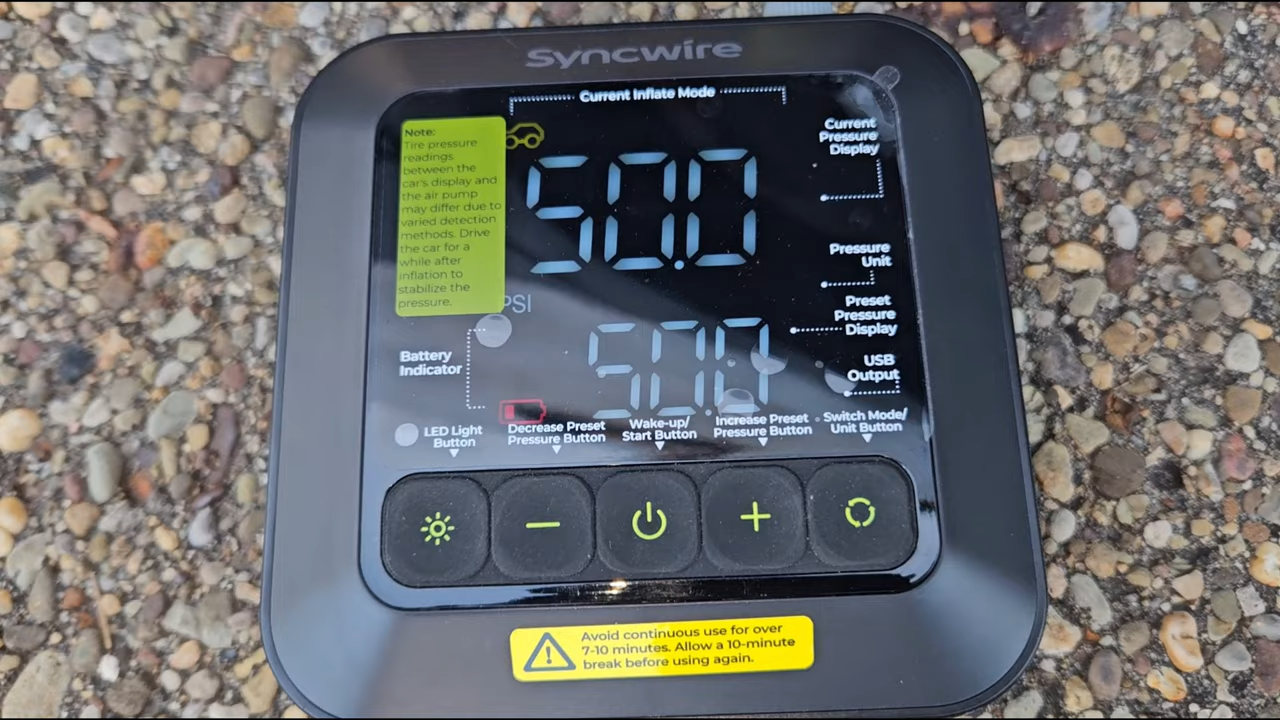 syncwire
Current Inflate Mode
Note:
Tire pressure
readings
between the
car's display and
the air pump
may differ due to
varied detection
methods. Drive
the car for a
while after
inflation to
stabilize the
pressure.
50.0
Current
Pressure
Display
Pressure
Unit
PSI
Preset
Pressure
Display
50.0
Battery
Indicator
USB
Output
LED Light
Button
Decrease Preset
Pressure Button
Wake-up/
Start Button
Increase Preset
Pressure Button
Switch Mode/
Unit Button
Avoid continuous use for over
7-10 minutes. Allow a 10-minute
break before using again.